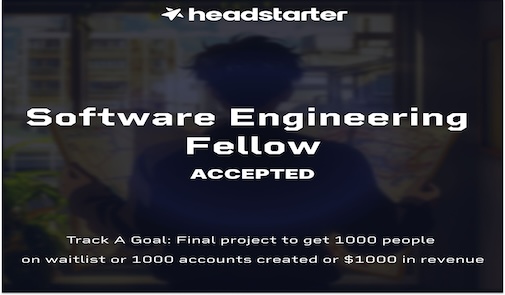 headstarter
Software Engineering
Fellow
ACCEPTED
Track A Goal: Final project to get 1000 people
on waitlist or 1000 accounts created or $1000 in revenue